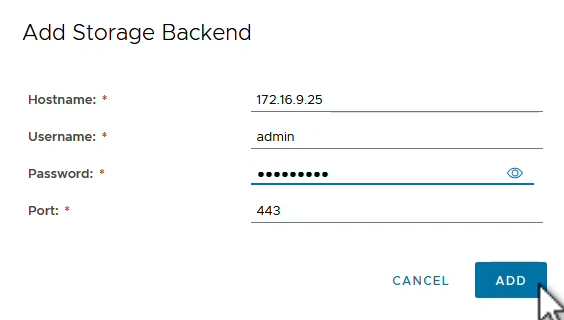 Add Storage Backend
Hostname: * 172.16.9.25
Username: * admin
Password: * •••••••••
Port: * 443
CANCEL ADD